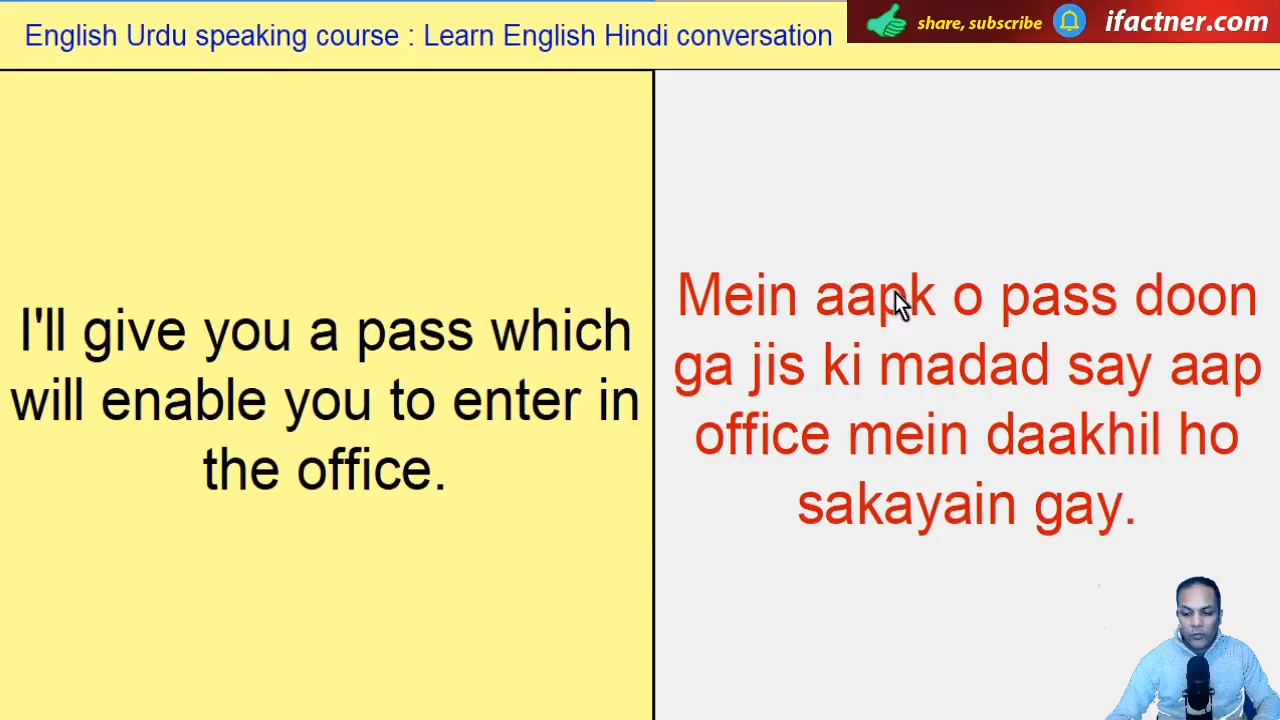 English Urdu speaking course : Learn English Hindi conversation
share, subscribe
ifactner.com
I'll give you a pass which
will enable you to enter in
the office.
Mein aapk o pass doon
ga jis ki madad say aap
office mein daakhil ho
sakayain gay.